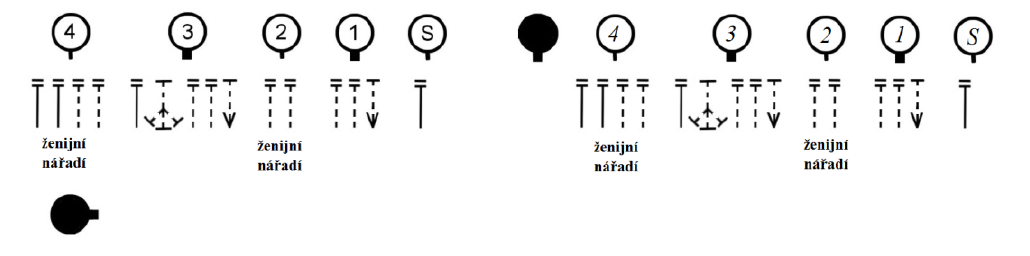 4 3 2 1 S 4 3 2 1 S
ženijní ženijní ženijní ženijní
nářadí nářadí nářadí nářadí